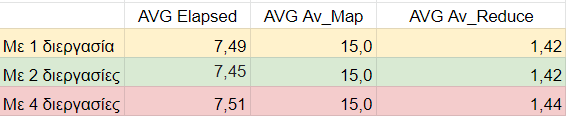 AVG Elapsed AVG Av_Map AVG Av_Reduce
Με 1 διεργασία 7,49 15,0 1,42
Με 2 διεργασίες 7,45 15,0 1,42
Με 4 διεργασίες 7,51 15,0 1,44